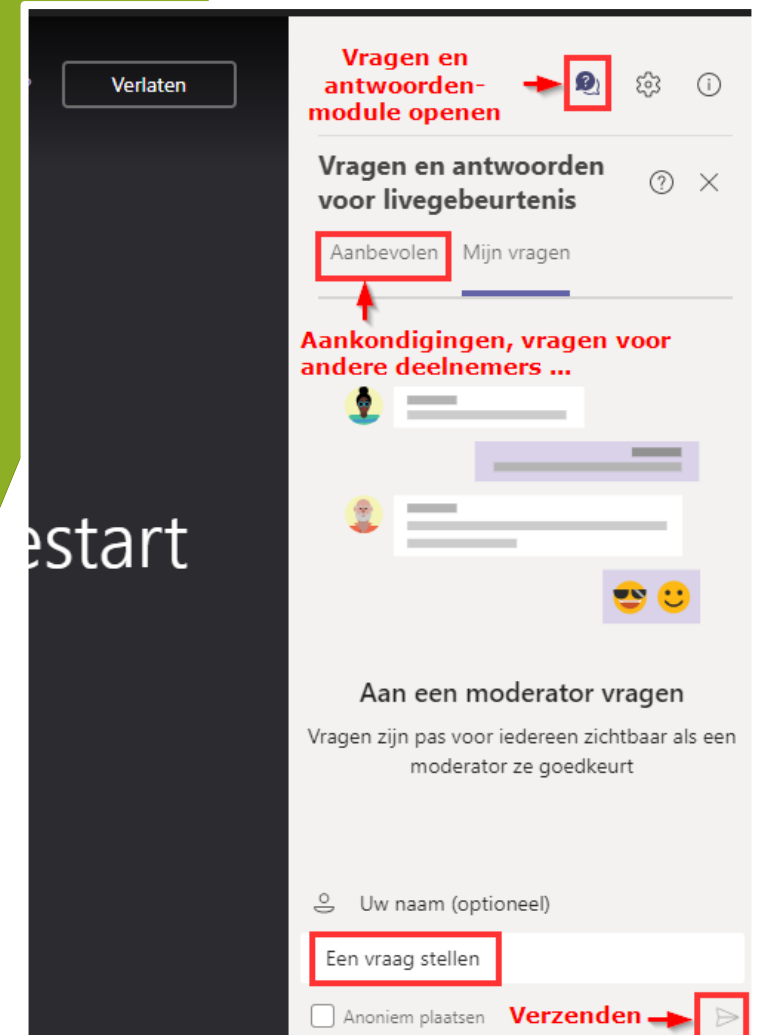 Vragen en
antwoorden-
module openen
Verlaten
Vragen en antwoorden
voor livegebeurtenis
Aanbevolen Mijn vragen
Aankondigingen, vragen voor
andere deelnemers ...
estart
Aan een moderator vragen
Vragen zijn pas voor iedereen zichtbaar als een
moderator ze goedkeurt
Uw naam (optioneel)
Een vraag stellen
Anoniem plaatsen Verzenden